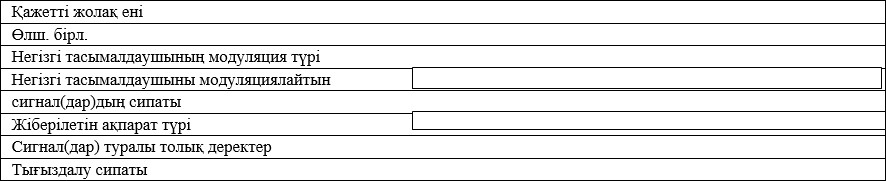 Қажетті жолақ ені
Өлш. бірл.
Негізгі тасымалдаушының модуляция түрі
Негізгі тасымалдаушыны модуляциялайтын
сигнал(дар)дың сипаты
Жіберілетін ақпарат түрі
Сигнал(дар) туралы толық деректер
Тығыздалу сипаты